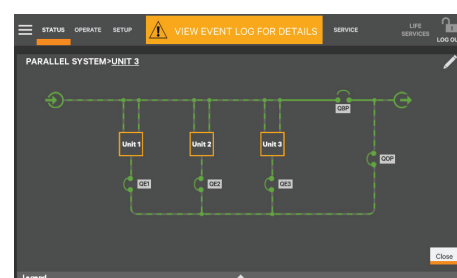 STATUS OPERATE SETUP VIEW EVENT LOG FOR DETAILS SERVICE LIFE SERVICES LOG OU
PARALLEL SYSTEM>UNIT 3
QBP
Unit 1 Unit 2 Unit 3
QOP
QE1 QE2 QE3
Close
Legend